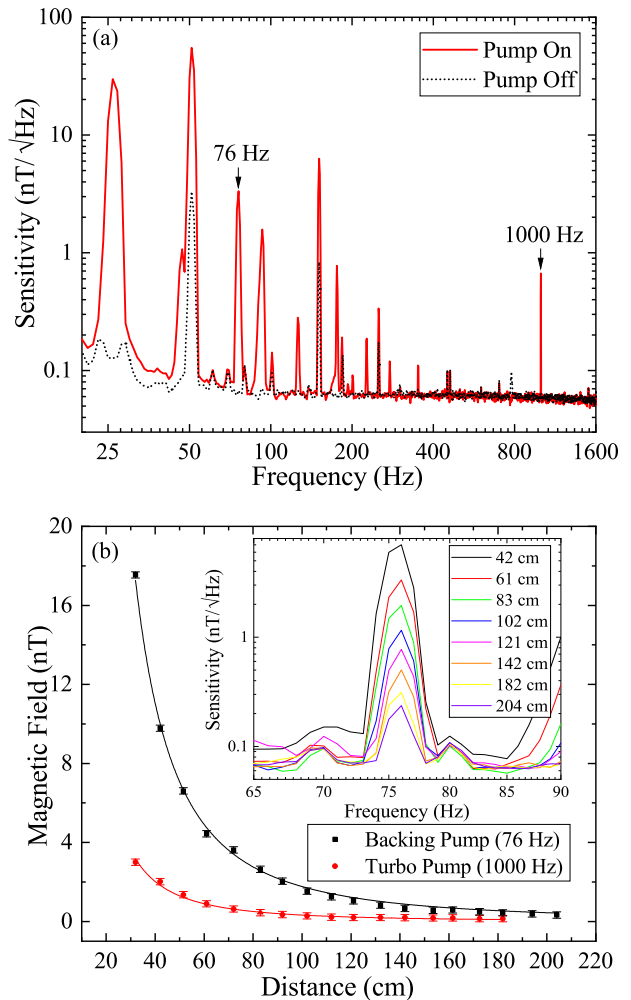 (a)
Pump On
Pump Off
76 Hz
1000 Hz
100
10
1
0.1
Sensitivity (nT/√Hz)
25 50 100 200 400 800 1600
Frequency (Hz)
(b)
20
16
12
8
4
0
Magnetic Field (nT)
Sensitivity (nT/√Hz)
1
0.1
65 70 75 80 85 90
Frequency (Hz)
42 cm
61 cm
83 cm
102 cm
121 cm
142 cm
182 cm
204 cm
Backing Pump (76 Hz)
Turbo Pump (1000 Hz)
20 40 60 80 100 120 140 160 180 200 220
Distance (cm)